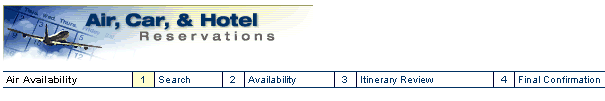 Air, Car, & Hotel
Reservations
Air Availability 1 Search 2 Availability 3 Itinerary Review 4 Final Confirmation